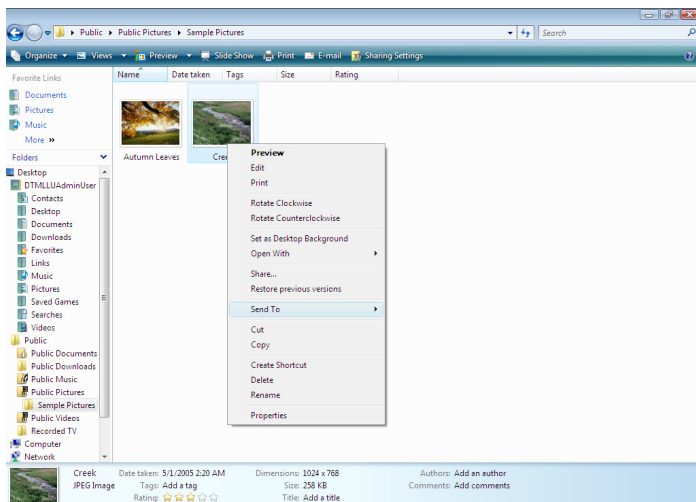 Public ▸ Public Pictures ▸ Sample Pictures
Search
Organize Views Preview Slide Show Print E-mail Sharing Settings
Favorite Links
Documents
Pictures
Music
More »
Folders
Desktop
DTMLLUAdminUser
Contacts
Desktop
Documents
Downloads
Favorites
Links
Music
Pictures
Saved Games
Searches
Videos
Public
Public Documents
Public Downloads
Public Music
Public Pictures
Sample Pictures
Public Videos
Recorded TV
Computer
Network
Name Date taken Tags Size Rating
Autumn Leaves
Preview
Edit
Print
Rotate Clockwise
Rotate Counterclockwise
Set as Desktop Background
Open With
Share...
Restore previous versions
Send To
Cut
Copy
Create Shortcut
Delete
Rename
Properties
Creek Date taken: 5/1/2005 2:20 AM Dimensions: 1024 x 768 Authors: Add an author
JPEG Image Tags: Add a tag Size: 258 KB Comments: Add comments
Rating: Title: Add a title